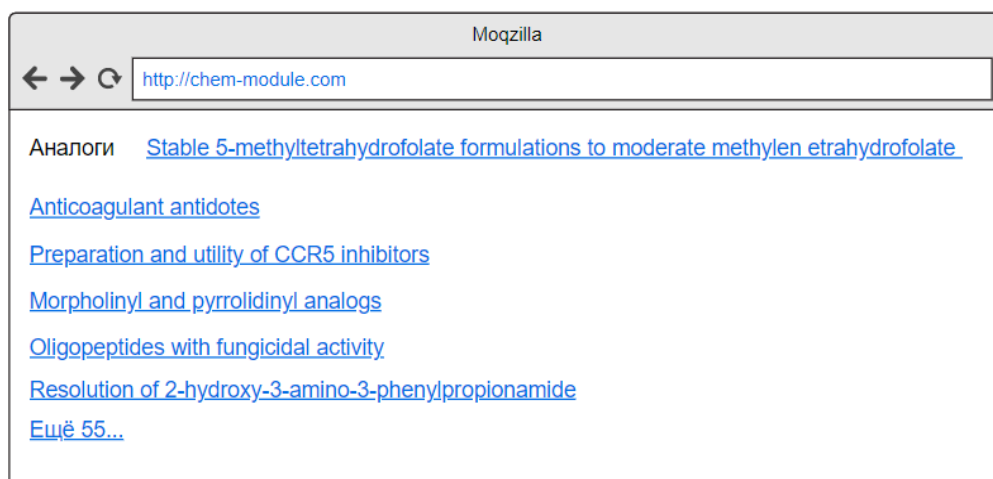 Moqzilla
http://chem-module.com
Аналоги Stable 5-methyltetrahydrofolate formulations to moderate methylen etrahydrofolate
Anticoagulant antidotes
Preparation and utility of CCR5 inhibitors
Morpholinyl and pyrrolidinyl analogs
Oligopeptides with fungicidal activity
Resolution of 2-hydroxy-3-amino-3-phenylpropionamide
Ещё 55...